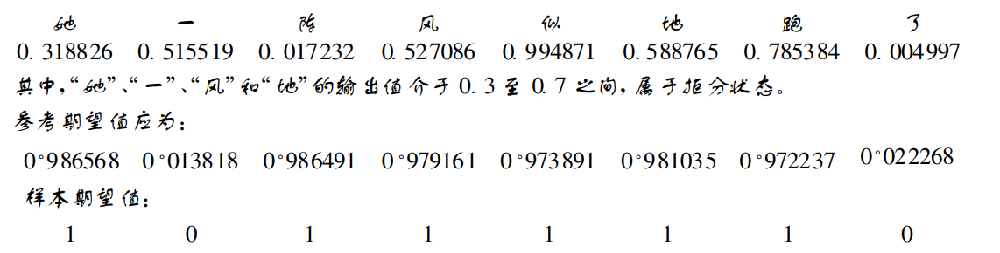 她 一 阵 风 似 地 跑 了
0. 318826 0. 515519 0. 017232 0. 527086 0. 994871 0. 588765 0. 785384 0. 004997
其中,“她”、“一”、“风”和“地”的输出值介于 0. 3 至 0. 7 之间, 属于拒分状态。
参考期望值应为:
0°986568 0°013818 0°986491 0°979161 0°973891 0°981035 0°972237 0°022268
样本期望值:
1 0 1 1 1 1 1 0